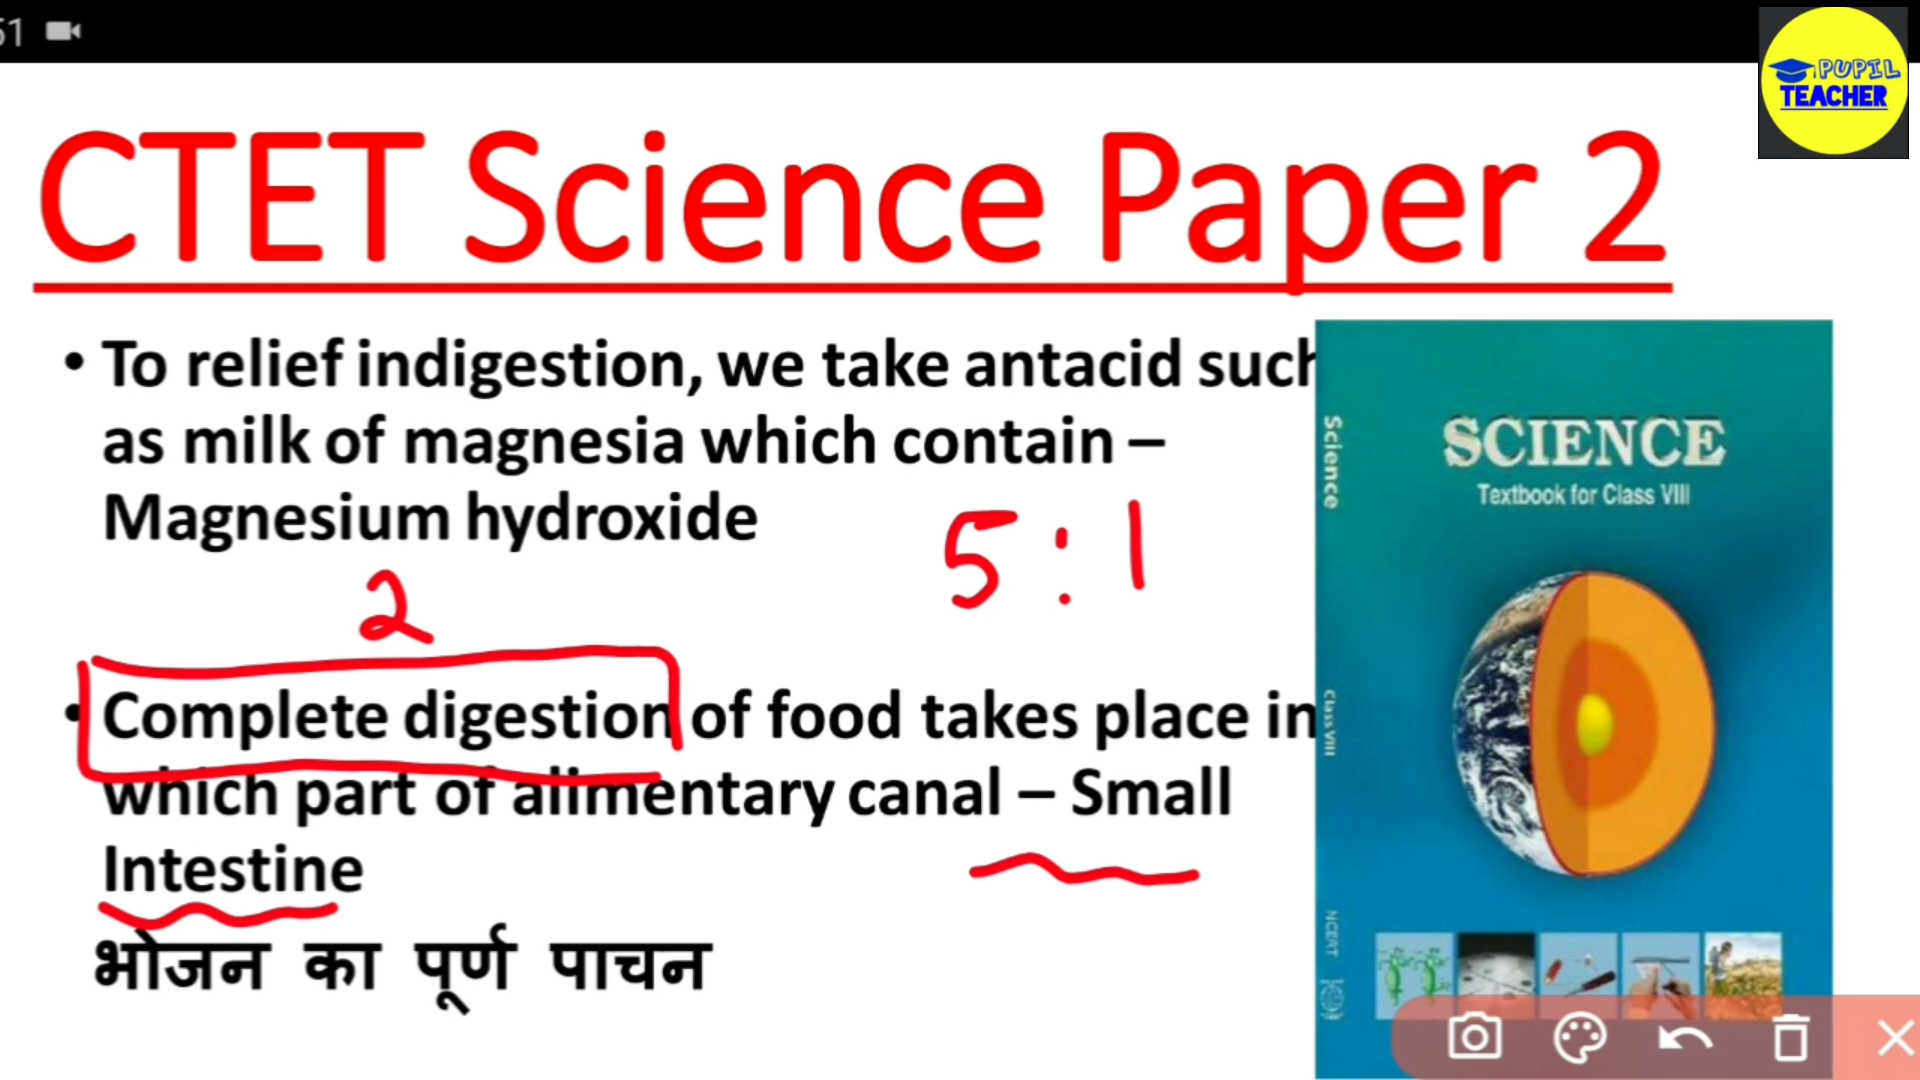 51
PUPIL
TEACHER
CTET Science Paper 2
• To relief indigestion, we take antacid such
as milk of magnesia which contain –
Magnesium hydroxide
5 : 1
2
• Complete digestion of food takes place in
which part of alimentary canal – Small
Intestine
भोजन का पूर्ण पाचन
SCIENCE
Textbook for Class VIII
Science
Class VIII
NCERT